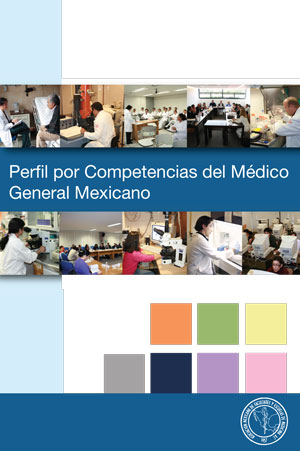 Perfil por Competencias del Médico
General Mexicano